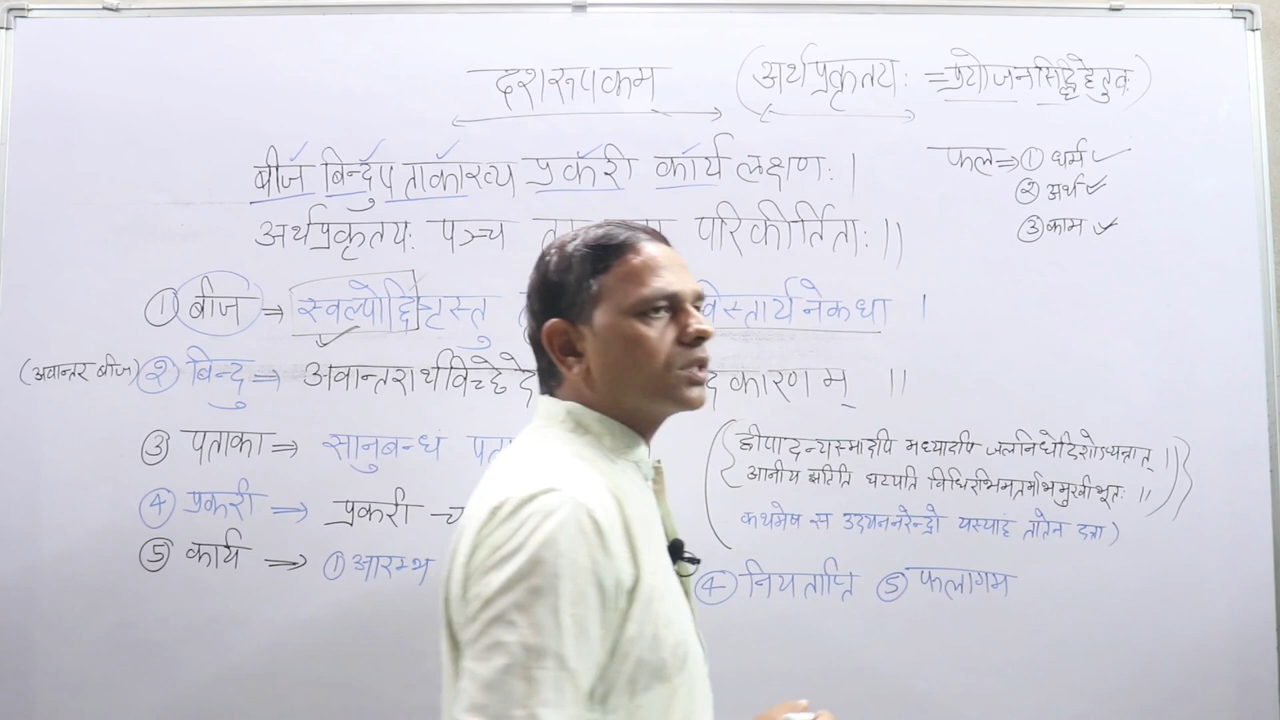 दशरूपकम् (अर्थप्रकृतयः =प्रयोजनसिद्धिहेतुवः)
बीज बिन्दु पताकाख्य प्रकरी कार्य लक्षणः ।
फल⇒ ① धर्म
② अर्थ
③ काम
अर्थप्रकृतयः पञ्च परिकीर्तिताः ॥
① बीज ⇒ स्वल्पोद्दिष्टस्तु विस्तार्यनेकधा ।
(अवान्तर बीज) ② बिन्दु ⇒ अवान्तरार्थविच्छेदे कारणम् ॥
③ पताका ⇒ सानुबन्धं
④ प्रकरी ⇒ प्रकरी
⑤ कार्य ⇒ ① आरम्भ ④ नियताप्ति ⑤ फलागम
(द्वीपादन्यस्मादपि मध्यादपि जलनिधेर्दिशोऽप्यन्तात् ।
आनीय झटिति घटयति विधिरभिमतमभिमुखीभूतः ॥)
कथमेष स उदयननरेन्द्रो यस्याहं तातेन दत्ता)